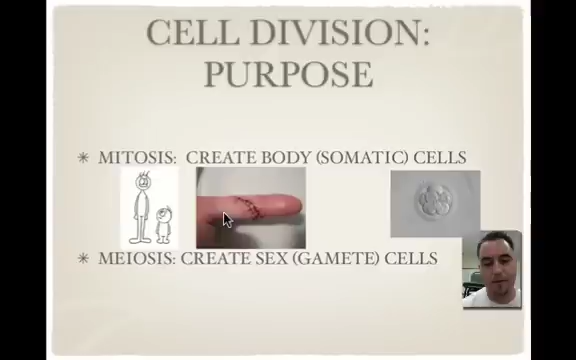 CELL DIVISION:
PURPOSE
MITOSIS: CREATE BODY (SOMATIC) CELLS
MEIOSIS: CREATE SEX (GAMETE) CELLS